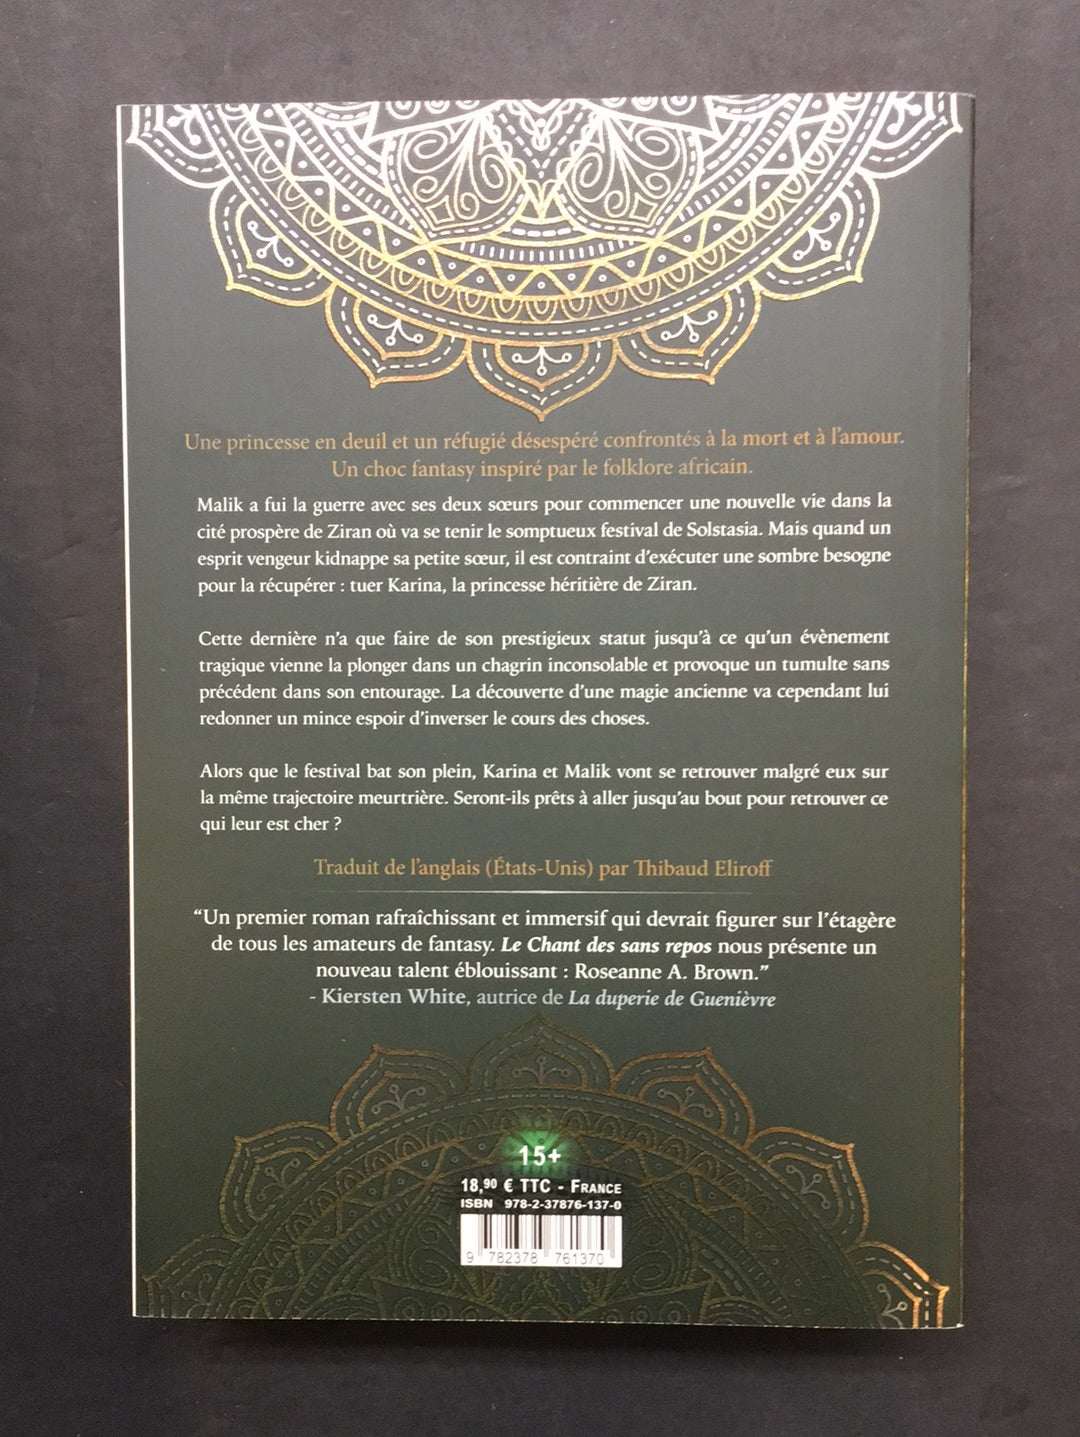 Une princesse en deuil et un réfugié désespéré confrontés à la mort et à l'amour.
Un choc fantasy inspiré par le folklore africain.
Malik a fui la guerre avec ses deux sœurs pour commencer une nouvelle vie dans la
cité prospère de Ziran où va se tenir le somptueux festival de Solstasia. Mais quand un
esprit vengeur kidnappe sa petite sœur, il est contraint d'exécuter une sombre besogne
pour la récupérer : tuer Karina, la princesse héritière de Ziran.
Cette dernière n'a que faire de son prestigieux statut jusqu'à ce qu'un évènement
tragique vienne la plonger dans un chagrin inconsolable et provoque un tumulte sans
précédent dans son entourage. La découverte d'une magie ancienne va cependant lui
redonner un mince espoir d'inverser le cours des choses.
Alors que le festival bat son plein, Karina et Malik vont se retrouver malgré eux sur
la même trajectoire meurtrière. Seront-ils prêts à aller jusqu'au bout pour retrouver ce
qui leur est cher ?
Traduit de l'anglais (États-Unis) par Thibaud Eliroff
“Un premier roman rafraîchissant et immersif qui devrait figurer sur l'étagère
de tous les amateurs de fantasy. Le Chant des sans repos nous présente un
nouveau talent éblouissant : Roseanne A. Brown.”
- Kiersten White, autrice de La duperie de Guenièvre
15+
18,90 € TTC - France
ISBN 978-2-37876-137-0
9 782378 761370